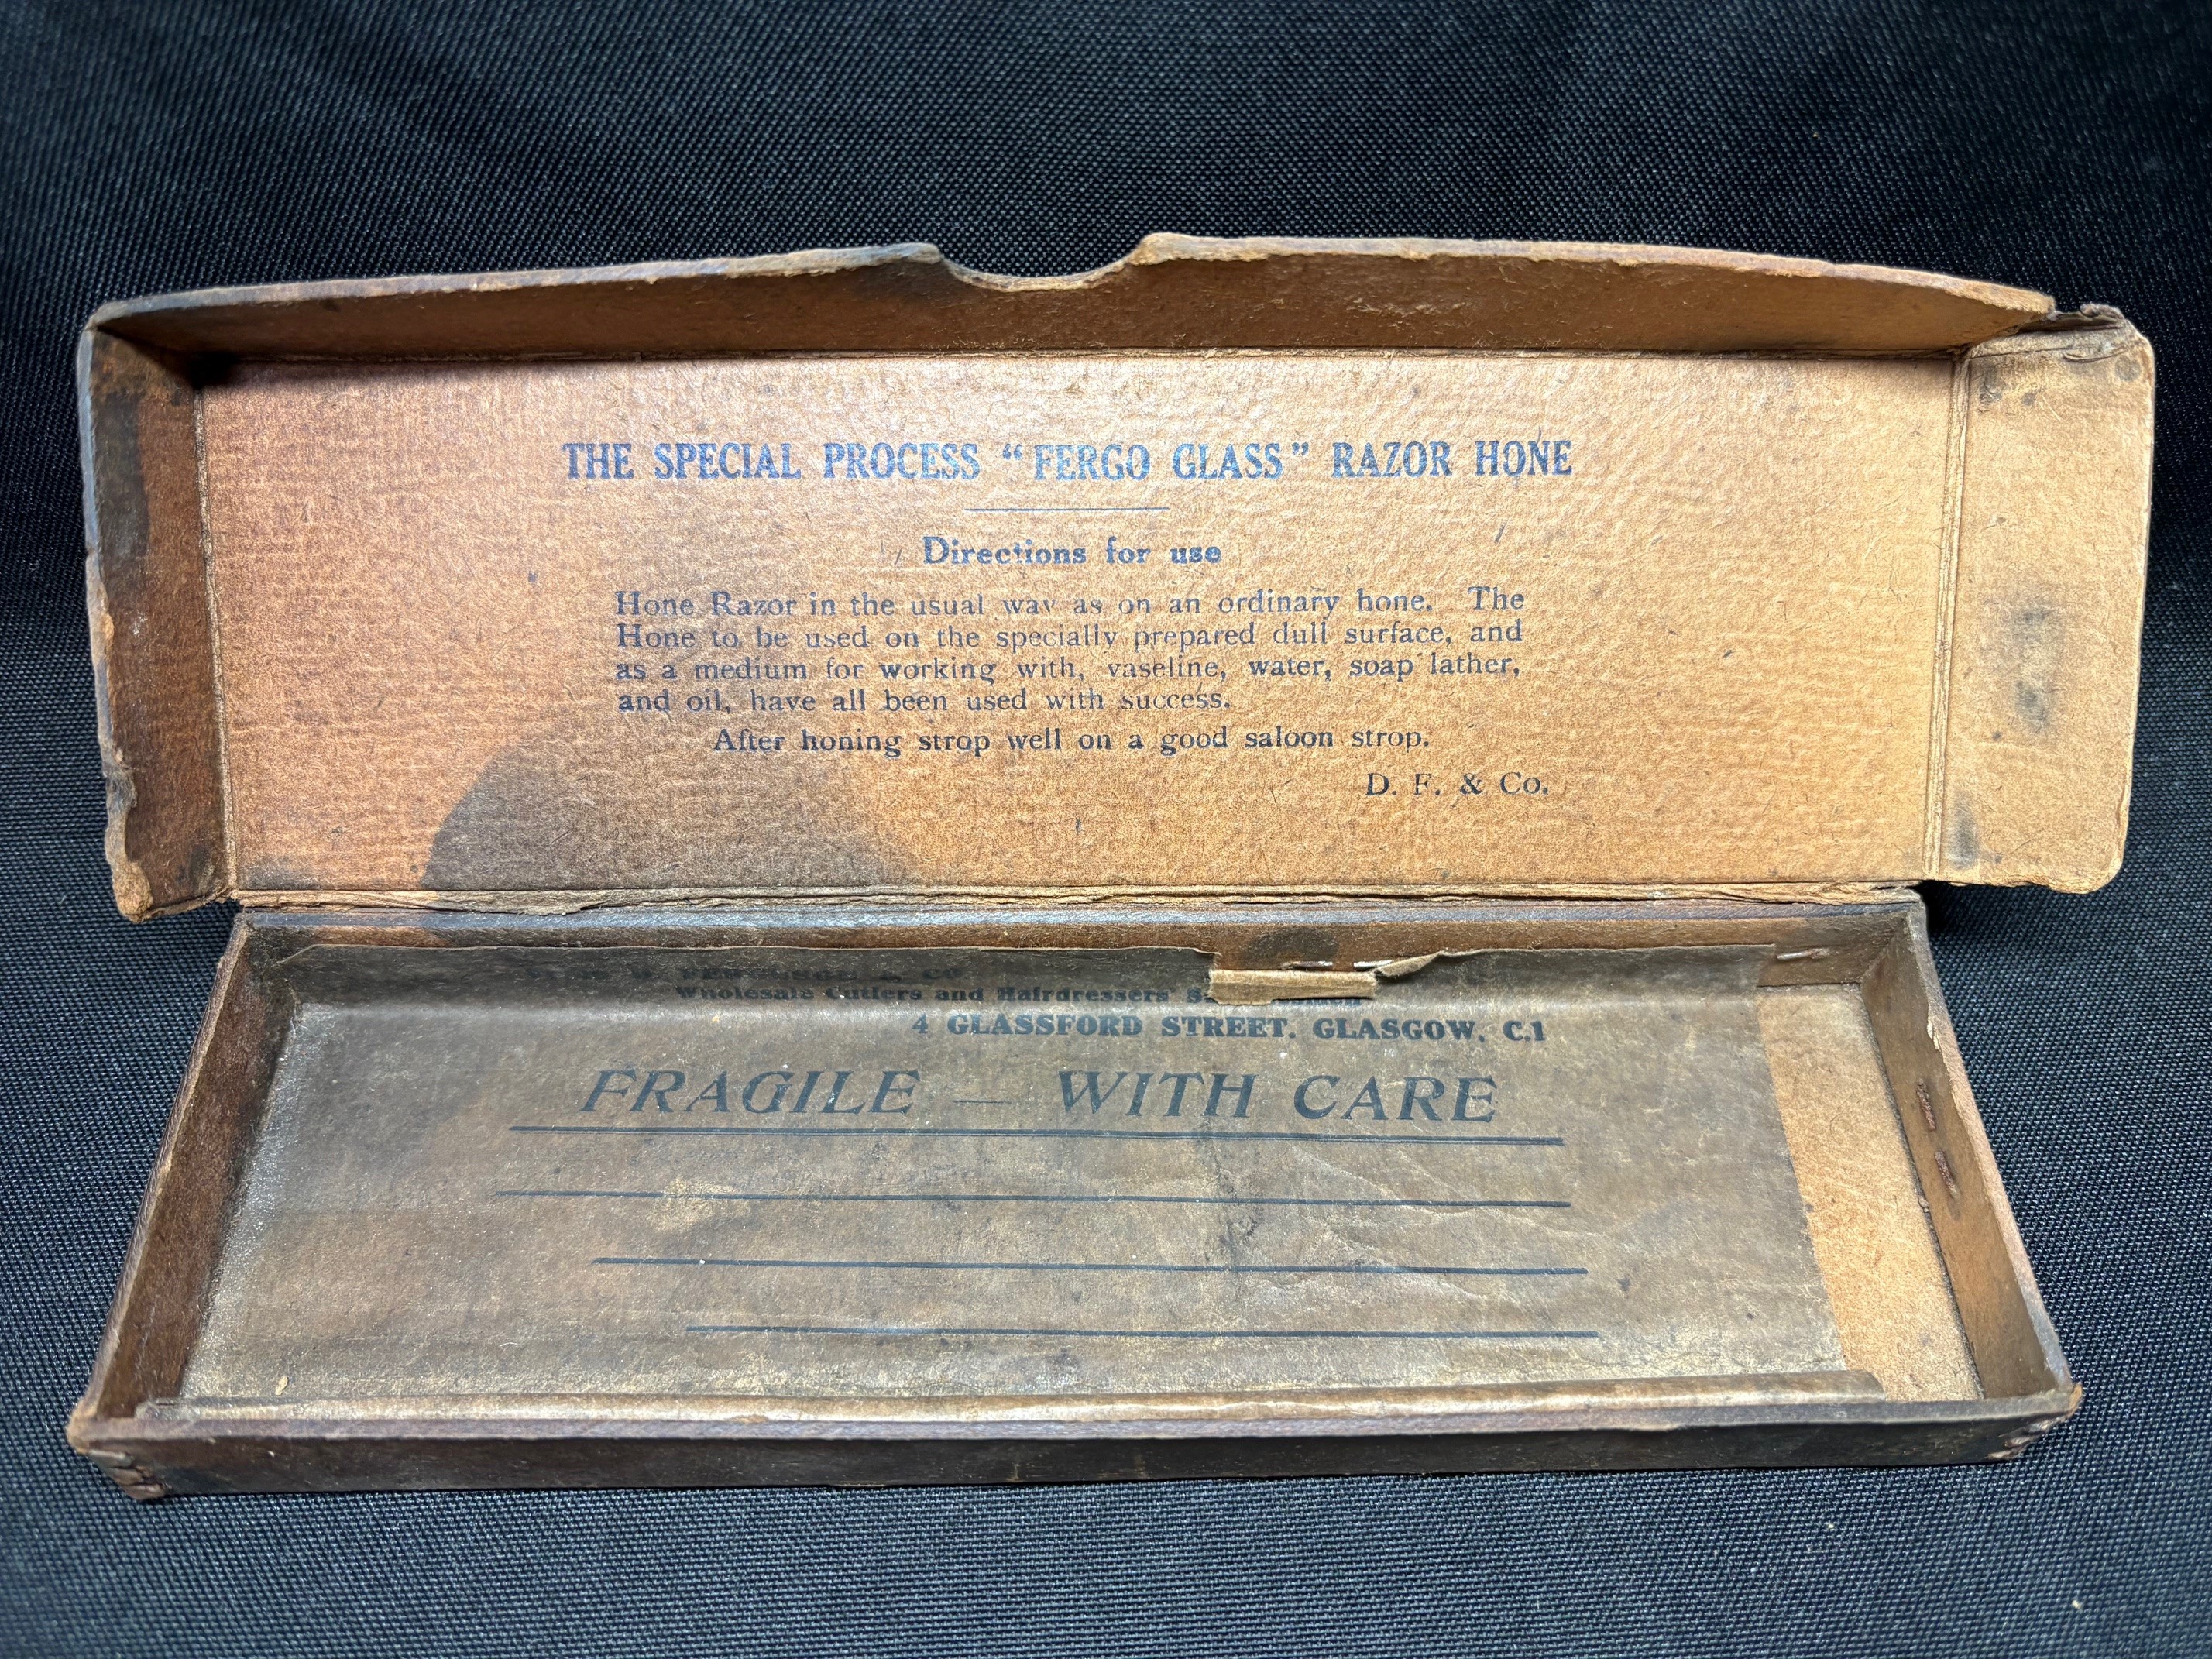 THE SPECIAL PROCESS “FERGO GLASS” RAZOR HONE
Directions for use
Hone Razor in the usual way as on an ordinary hone. The
Hone to be used on the specially prepared dull surface, and
as a medium for working with, vaseline, water, soap lather,
and oil, have all been used with success.
After honing strop well on a good saloon strop.
D. F. & Co.
& CO
Wholesale Cutlers and Hairdressers'
4 GLASSFORD STREET. GLASGOW, C.1
FRAGILE — WITH CARE